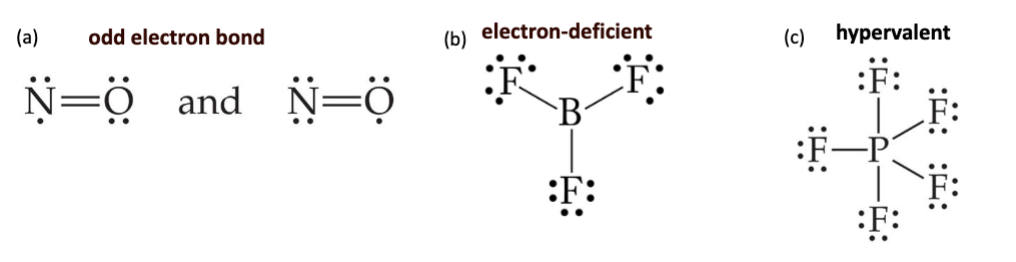 (a) odd electron bond
N=O and N=O
(b) electron-deficient
F F
B
F
(c) hypervalent
F
F
F—P
F
F